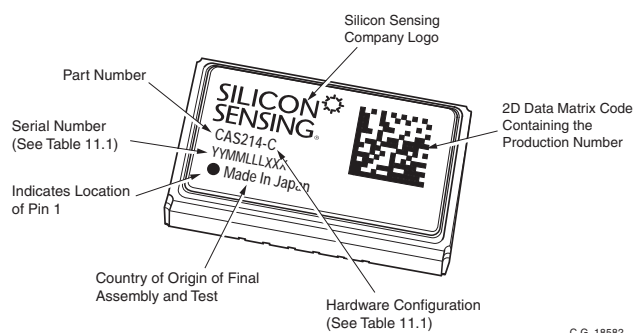 Silicon Sensing
Company Logo
Part Number
SILICON
SENSING®
2D Data Matrix Code
Containing the
Production Number
Serial Number
(See Table 11.1)
CAS214-C
YYMMLLLXXX
Made In Japan
Indicates Location
of Pin 1
Country of Origin of Final
Assembly and Test
Hardware Configuration
(See Table 11.1)
C.G. 18582